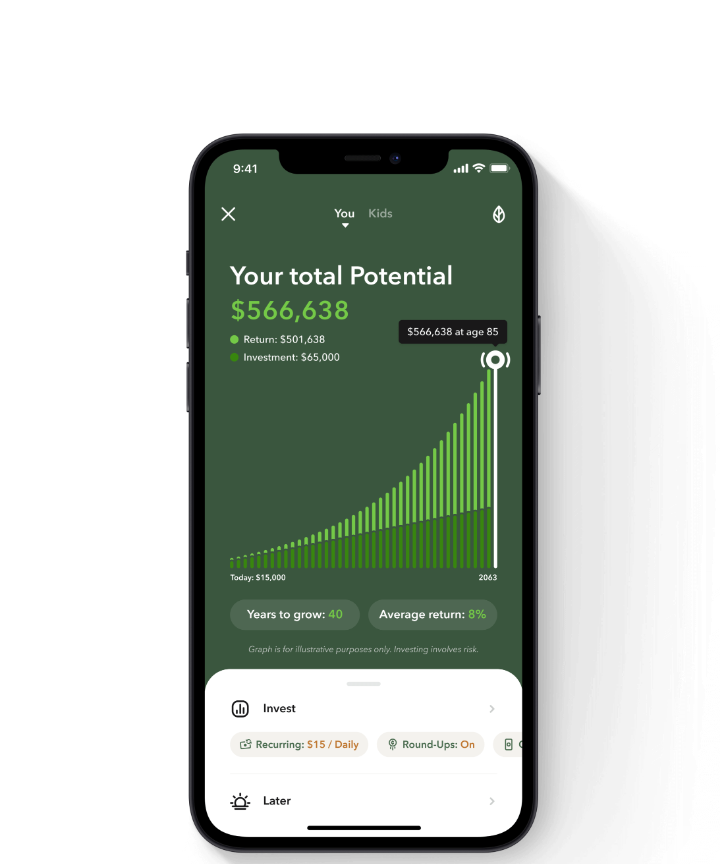 9:41
You Kids
Your total Potential
$566,638
$566,638 at age 85
Return: $501,638
Investment: $65,000
Today: $15,000 2063
Years to grow: 40 Average return: 8%
Graph is for illustrative purposes only. Investing involves risk.
Invest
Recurring: $15 / Daily Round-Ups: On
Later